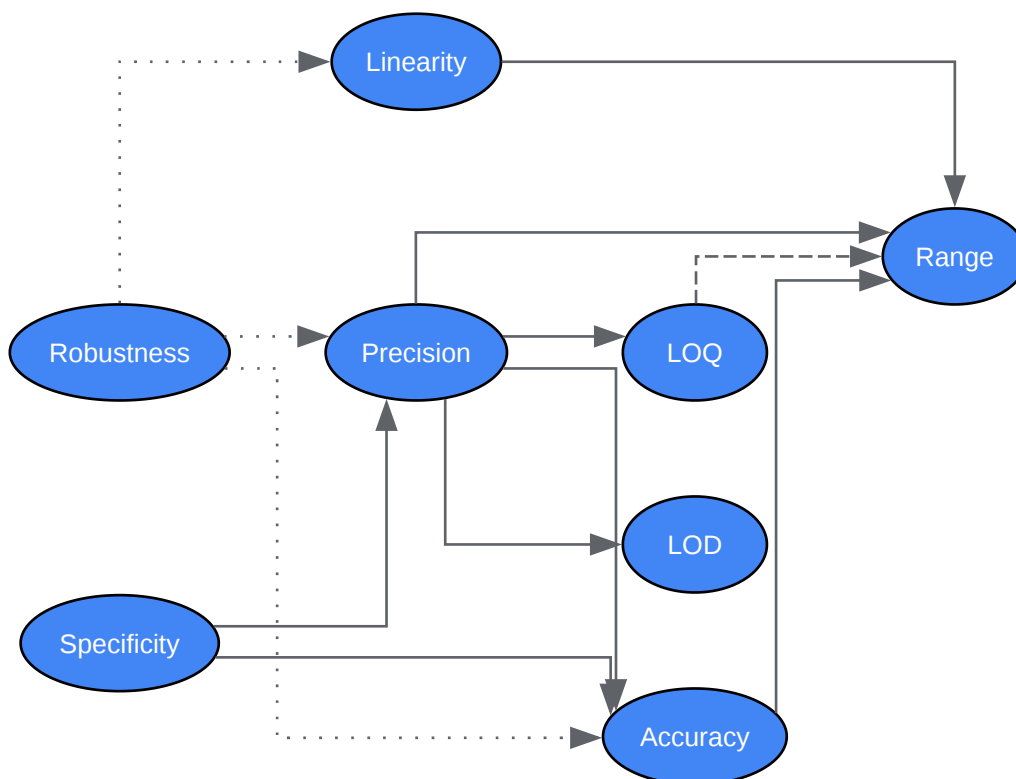 Linearity
Range
Robustness
Precision
LOQ
LOD
Specificity
Accuracy